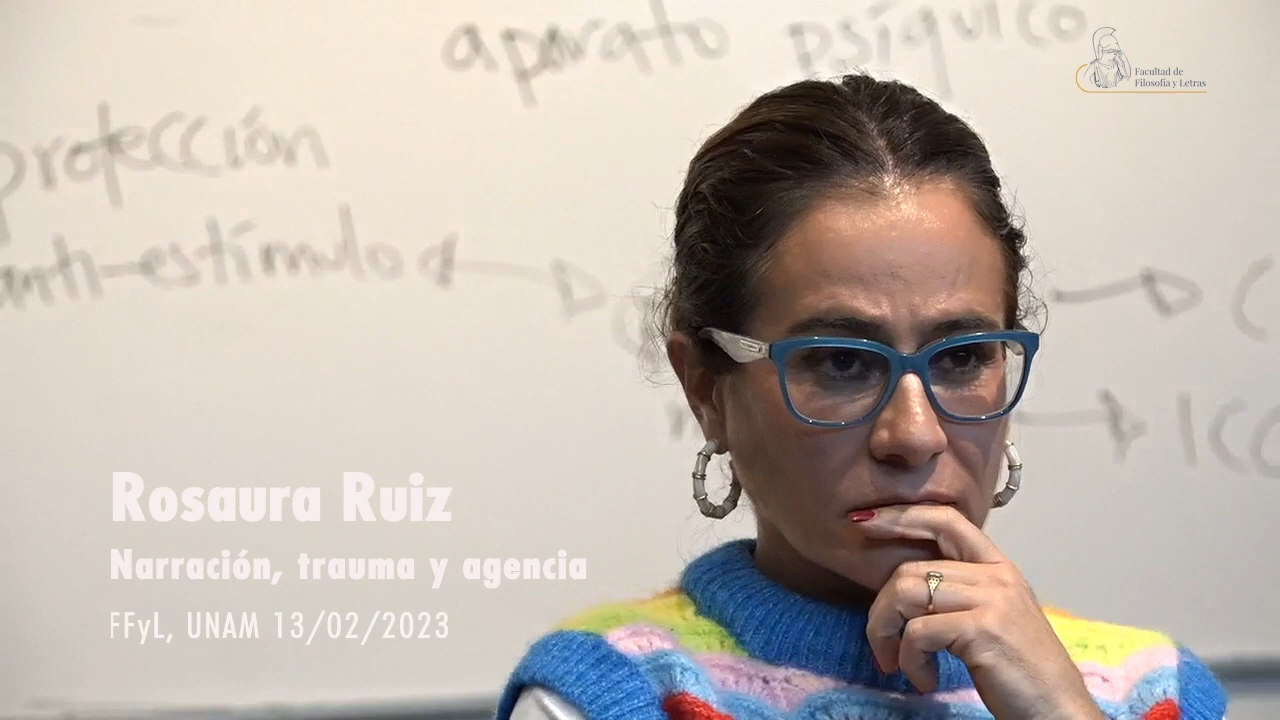 aparato psíquico
Facultad de
Filosofía y Letras
protección
anti-estímulo
Rosaura Ruiz
Narración, trauma y agencia
FFyL, UNAM 13/02/2023